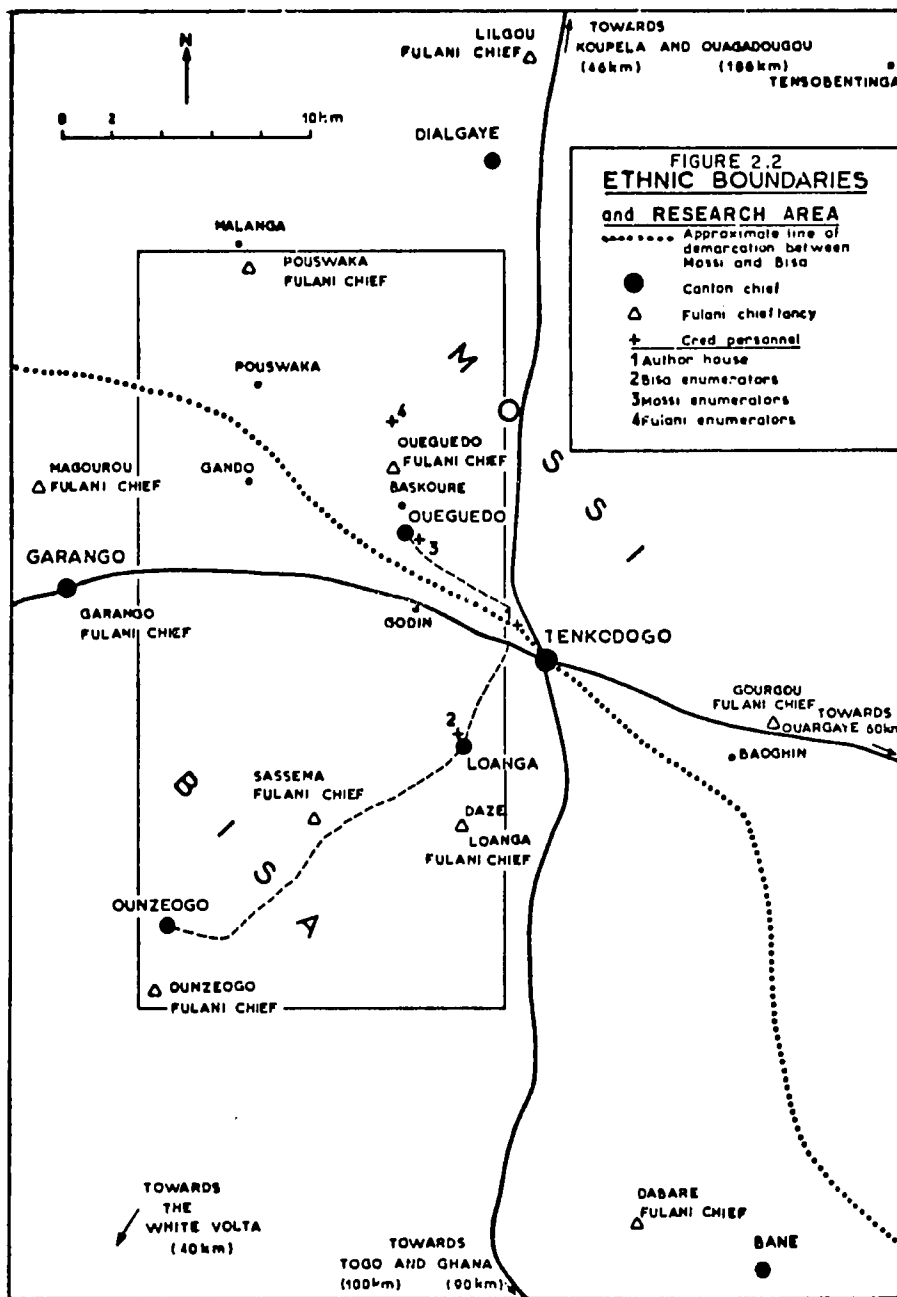 LILGOU
FULANI CHIEF
TOWARDS
KOUPELA AND OUAGADOUGOU
(46km) (186km)
TENSOBENTINGA
N
0 2 10km
DIALGAYE
FIGURE 2.2
ETHNIC BOUNDARIES
and RESEARCH AREA
Approximate line of
demarcation between
Mossi and Bisa
Canton chief
Fulani chieftancy
Cred personnel
1 Author house
2 Bisa enumerators
3 Mossi enumerators
4 Fulani enumerators
MALANGA
POUSWAKA
FULANI CHIEF
POUSWAKA
MOSSI
4
OUEGUEDO
FULANI CHIEF
MAGOUROU
FULANI CHIEF
GANDO
BASKOURE
OUEGUEDO
3
GARANGO
GARANGO
FULANI CHIEF
GODIN
TENKODOGO
GOURGOU
FULANI CHIEF
TOWARDS
OUARGAYE 60km
BAOGHIN
2
LOANGA
BISA
SASSEMA
FULANI CHIEF
DAZE
LOANGA
FULANI CHIEF
OUNZEOGO
OUNZEOGO
FULANI CHIEF
TOWARDS
THE
WHITE VOLTA
(40km)
DABARE
FULANI CHIEF
BANE
TOWARDS
TOGO AND GHANA
(100km) (90km)